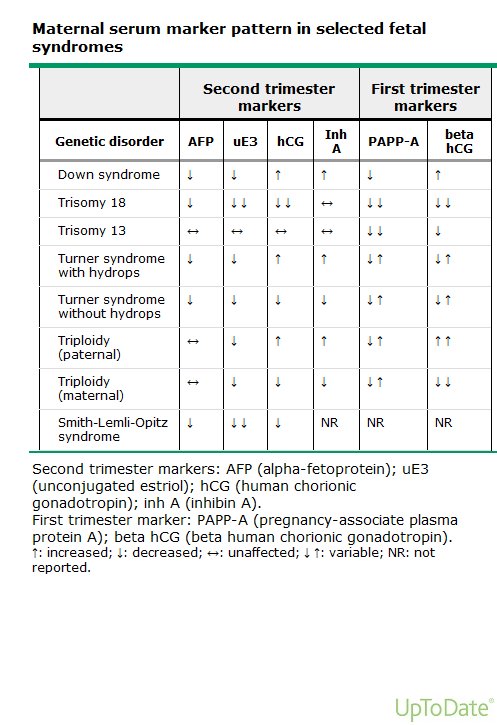 Maternal serum marker pattern in selected fetal
syndromes
Second trimester markers First trimester markers
Genetic disorder AFP uE3 hCG Inh A PAPP-A beta hCG
Down syndrome ↓ ↓ ↑ ↑ ↓ ↑
Trisomy 18 ↓ ↓↓ ↓↓ ↔ ↓↓ ↓↓
Trisomy 13 ↔ ↔ ↔ ↔ ↓↓ ↓
Turner syndrome with hydrops ↓ ↓ ↑ ↑ ↓↑ ↓↑
Turner syndrome without hydrops ↓ ↓ ↓ ↓ ↓↑ ↓↑
Triploidy (paternal) ↔ ↓ ↑ ↑ ↓↑ ↑↑
Triploidy (maternal) ↔ ↓ ↓ ↓ ↓↑ ↓↓
Smith-Lemli-Opitz syndrome ↓ ↓↓ ↓ NR NR NR
Second trimester markers: AFP (alpha-fetoprotein); uE3
(unconjugated estriol); hCG (human chorionic
gonadotropin); inh A (inhibin A).
First trimester marker: PAPP-A (pregnancy-associate plasma
protein A); beta hCG (beta human chorionic gonadotropin).
↑: increased; ↓: decreased; ↔: unaffected; ↓↑: variable; NR: not
reported.
UpToDate®